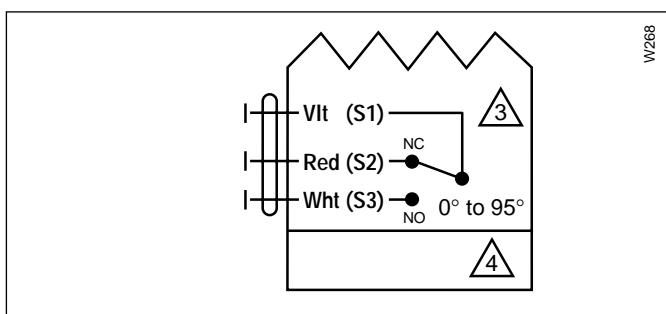 W268
Vlt (S1)
3
NC
Red (S2)
Wht (S3)
0° to 95°
NO
4